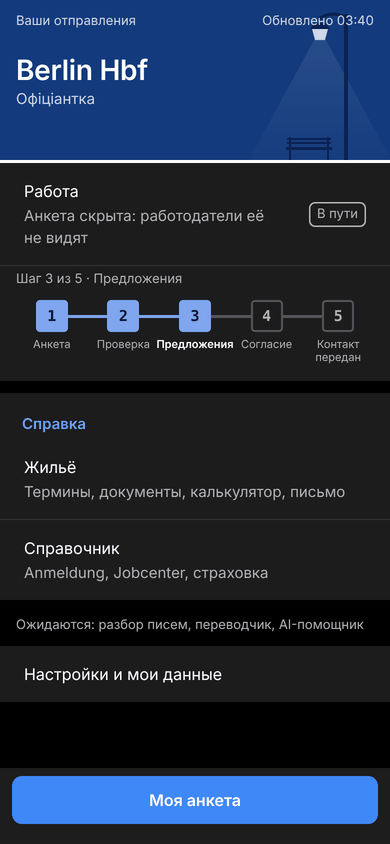 Ваши отправления
Обновлено 03:40
Berlin Hbf
Офіціантка
Работа
Анкета скрыта: работодатели её
не видят
В пути
Шаг 3 из 5 · Предложения
1 2 3 4 5
Анкета Проверка Предложения Согласие Контакт
передан
Справка
Жильё
Термины, документы, калькулятор, письмо
Справочник
Anmeldung, Jobcenter, страховка
Ожидаются: разбор писем, переводчик, AI-помощник
Настройки и мои данные
Моя анкета